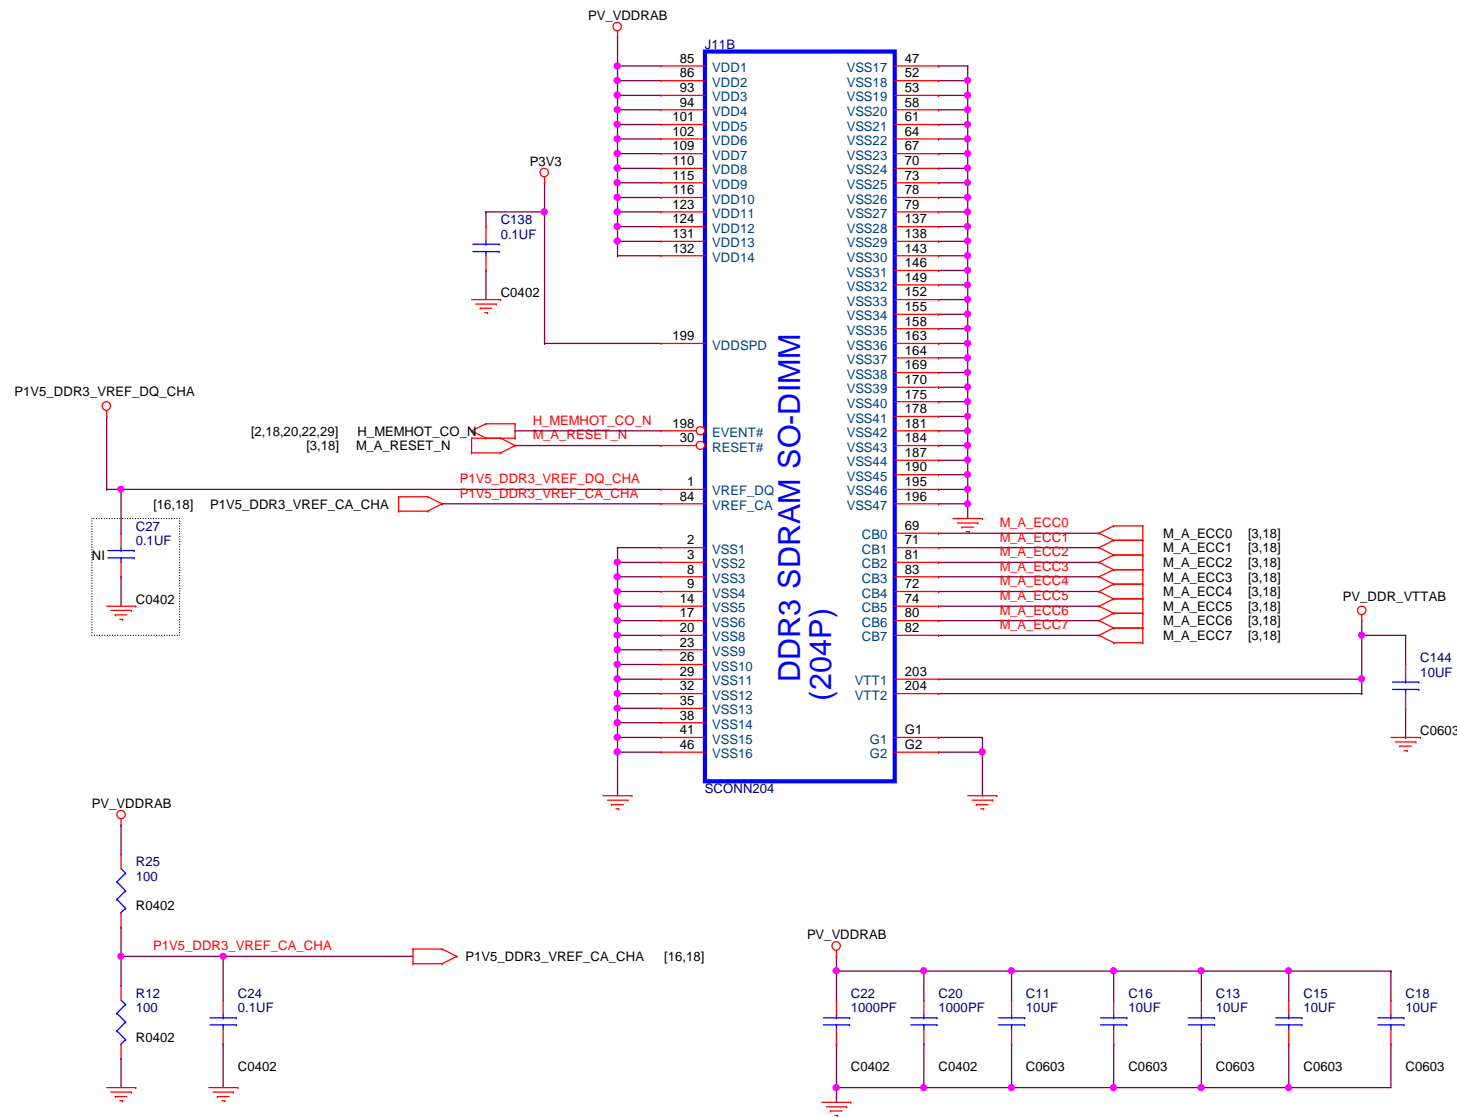 PV_VDDRAB
J11B
85 VDD1
86 VDD2
93 VDD3
94 VDD4
101 VDD5
102 VDD6
109 VDD7
110 VDD8
115 VDD9
116 VDD10
123 VDD11
124 VDD12
131 VDD13
132 VDD14
P3V3
C138
0.1UF
C0402
199 VDDSPD
P1V5_DDR3_VREF_DQ_CHA
[2,18,20,22,29] H_MEMHOT_CO_N H_MEMHOT_CO_N 198 EVENT#
[3,18] M_A_RESET_N M_A_RESET_N 30 RESET#
P1V5_DDR3_VREF_DQ_CHA 1 VREF_DQ
[16,18] P1V5_DDR3_VREF_CA_CHA P1V5_DDR3_VREF_CA_CHA 84 VREF_CA
C27
0.1UF
NI
C0402
2 VSS1
3 VSS2
8 VSS3
9 VSS4
14 VSS5
17 VSS6
20 VSS8
23 VSS9
26 VSS10
29 VSS11
32 VSS12
35 VSS13
38 VSS14
41 VSS15
46 VSS16
DDR3 SDRAM SO-DIMM
(204P)
SCONN204
VSS17 47
VSS18 52
VSS19 53
VSS20 58
VSS21 61
VSS22 64
VSS23 67
VSS24 70
VSS25 73
VSS26 78
VSS27 79
VSS28 137
VSS29 138
VSS30 143
VSS31 146
VSS32 149
VSS33 152
VSS34 155
VSS35 158
VSS36 163
VSS37 164
VSS38 169
VSS39 170
VSS40 175
VSS41 178
VSS42 181
VSS43 184
VSS44 187
VSS45 190
VSS46 195
VSS47 196
CB0 69 M_A_ECC0 M_A_ECC0 [3,18]
CB1 71 M_A_ECC1 M_A_ECC1 [3,18]
CB2 81 M_A_ECC2 M_A_ECC2 [3,18]
CB3 83 M_A_ECC3 M_A_ECC3 [3,18]
CB4 72 M_A_ECC4 M_A_ECC4 [3,18]
CB5 74 M_A_ECC5 M_A_ECC5 [3,18]
CB6 80 M_A_ECC6 M_A_ECC6 [3,18]
CB7 82 M_A_ECC7 M_A_ECC7 [3,18]
PV_DDR_VTTAB
VTT1 203
VTT2 204
C144
10UF
C0603
G1 G1
G2 G2
PV_VDDRAB
R25
100
R0402
P1V5_DDR3_VREF_CA_CHA P1V5_DDR3_VREF_CA_CHA [16,18]
R12
100
R0402
C24
0.1UF
C0402
PV_VDDRAB
C22 C20 C11 C16 C13 C15 C18
1000PF 1000PF 10UF 10UF 10UF 10UF 10UF
C0402 C0402 C0603 C0603 C0603 C0603 C0603